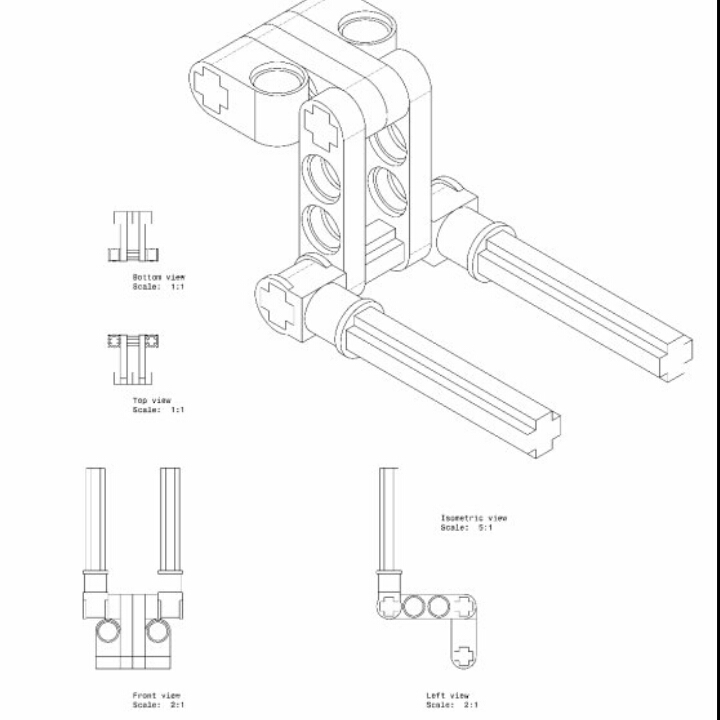 Bottom view
Scale: 1:1
Top view
Scale: 1:1
Isometric view
Scale: 5:1
Front view
Scale: 2:1
Left view
Scale: 2:1